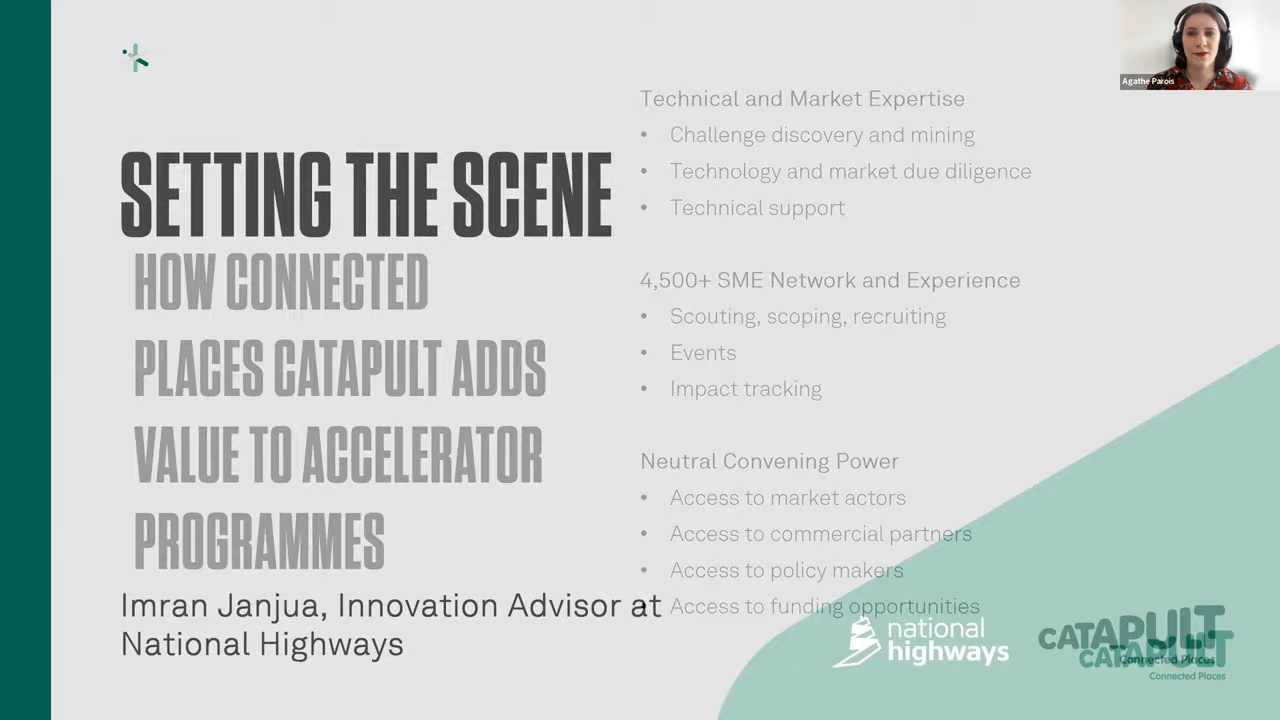 Agathe Parois
SETTING THE SCENE
HOW CONNECTED
PLACES CATAPULT ADDS
VALUE TO ACCELERATOR
PROGRAMMES
Imran Janjua, Innovation Advisor at
National Highways
Technical and Market Expertise
• Challenge discovery and mining
• Technology and market due diligence
• Technical support
4,500+ SME Network and Experience
• Scouting, scoping, recruiting
• Events
• Impact tracking
Neutral Convening Power
• Access to market actors
• Access to commercial partners
• Access to policy makers
• Access to funding opportunities
national
highways
CATAPULT
Connected Places
CATAPULT
Connected Places